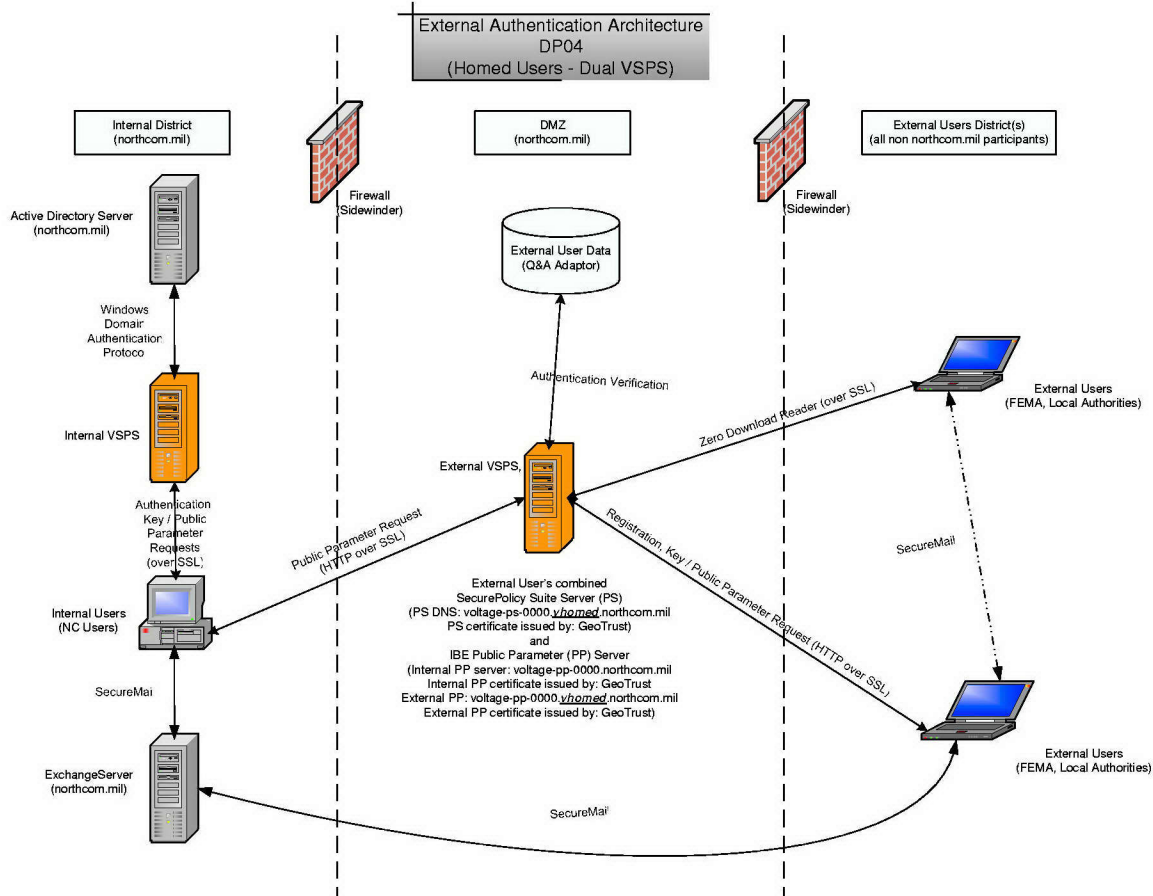 External Authentication Architecture
DP04
(Homed Users - Dual VSPS)
Internal District
(northcom.mil)
DMZ
(northcom.mil)
External Users District(s)
(all non northcom.mil participants)
Firewall
(Sidewinder)
Firewall
(Sidewinder)
Active Directory Server
(northcom.mil)
External User Data
(Q&A Adaptor)
Windows
Domain
Authentication
Protoco
Authentication Verification
Zero Download Reader (over SSL)
External Users
(FEMA, Local Authorities)
Internal VSPS
External VSPS,
Authentication
Key / Public
Parameter
Requests
(over SSL)
Public Parameter Request
(HTTP over SSL)
Registration, Key / Public Parameter Request (HTTP over SSL)
SecureMail
Internal Users
(NC Users)
External User's combined
SecurePolicy Suite Server (PS)
(PS DNS: voltage-ps-0000.vhomed.northcom.mil
PS certificate issued by: GeoTrust)
and
IBE Public Parameter (PP) Server
(Internal PP server: voltage-pp-0000.northcom.mil
Internal PP certificate issued by: GeoTrust
External PP: voltage-pp-0000.vhomed.northcom.mil
External PP certificate issued by: GeoTrust)
SecureMai
ExchangeServer
(northcom.mil)
External Users
(FEMA, Local Authorities)
SecureMail